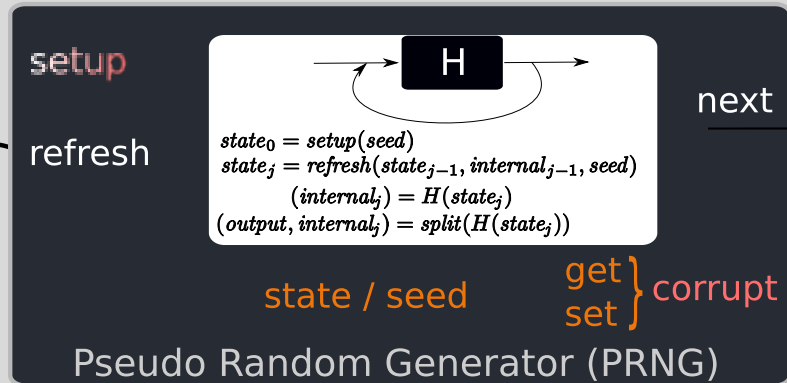 setup
H
next
refresh
state₀ = setup(seed)
stateⱼ = refresh(stateⱼ₋₁, internalⱼ₋₁, seed)
(internalⱼ) = H(stateⱼ)
(output, internalⱼ) = split(H(stateⱼ))
state / seed
get
set
} corrupt
Pseudo Random Generator (PRNG)